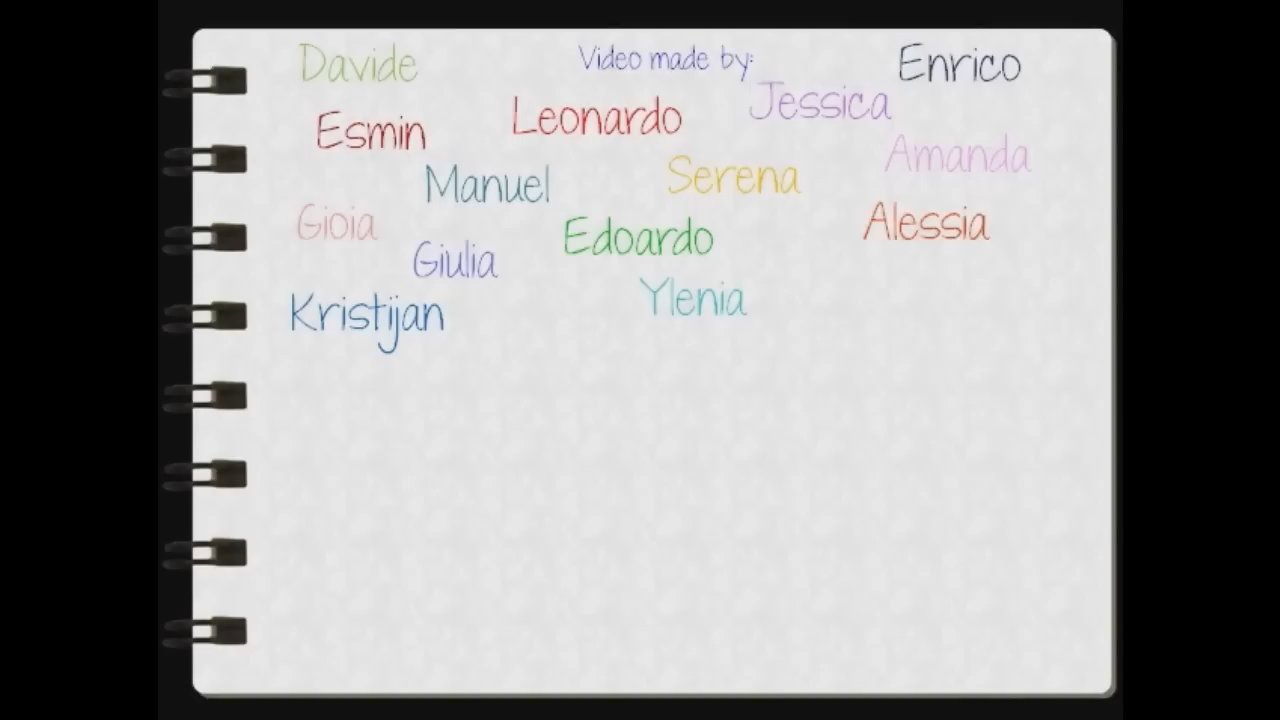 Davide
Video made by:
Enrico
Jessica
Leonardo
Esmin
Amanda
Serena
Manuel
Gioia
Alessia
Edoardo
Giulia
Ylenia
Kristijan